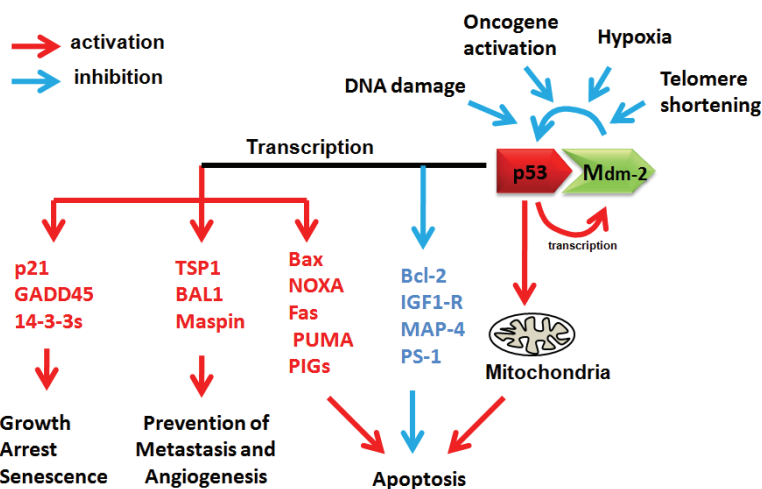 activation
inhibition
Oncogene
activation
Hypoxia
DNA damage
Telomere
shortening
Transcription
p53
Mdm-2
transcription
p21
GADD45
14-3-3s
TSP1
BAL1
Maspin
Bax
NOXA
Fas
PUMA
PIGs
Bcl-2
IGF1-R
MAP-4
PS-1
Mitochondria
Growth
Arrest
Senescence
Prevention of
Metastasis and
Angiogenesis
Apoptosis